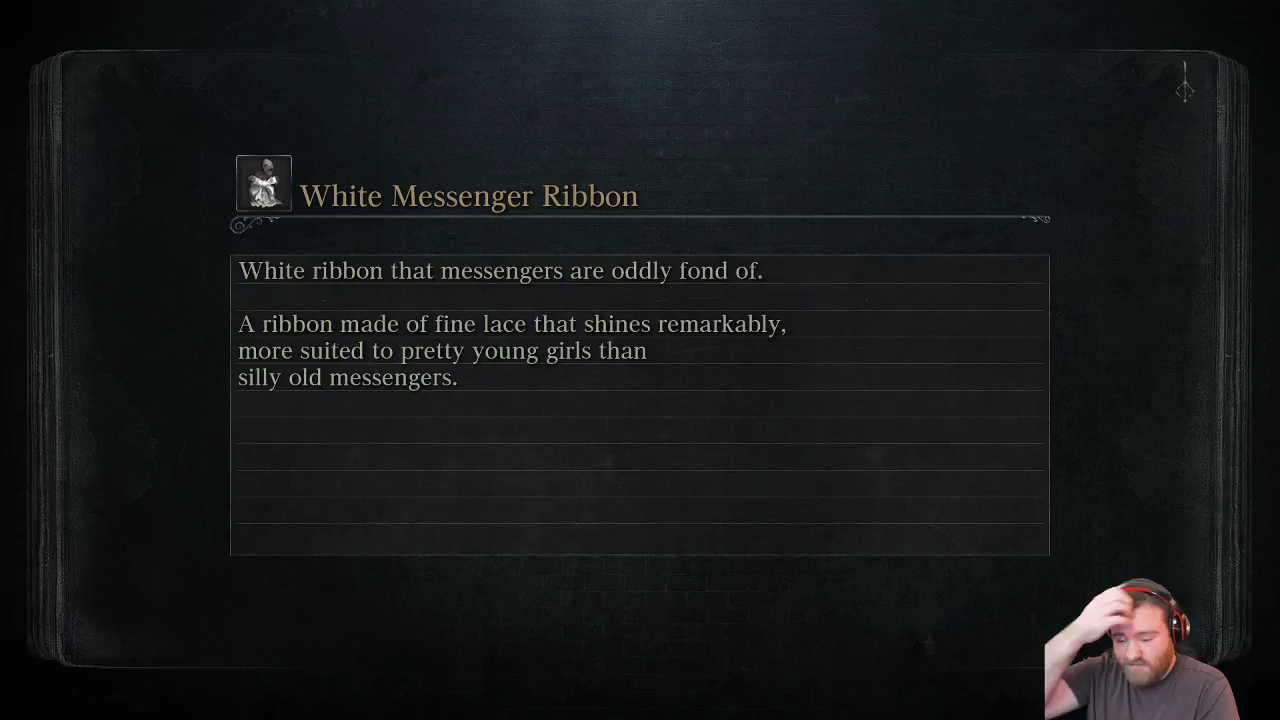 White Messenger Ribbon
White ribbon that messengers are oddly fond of.
A ribbon made of fine lace that shines remarkably,
more suited to pretty young girls than
silly old messengers.